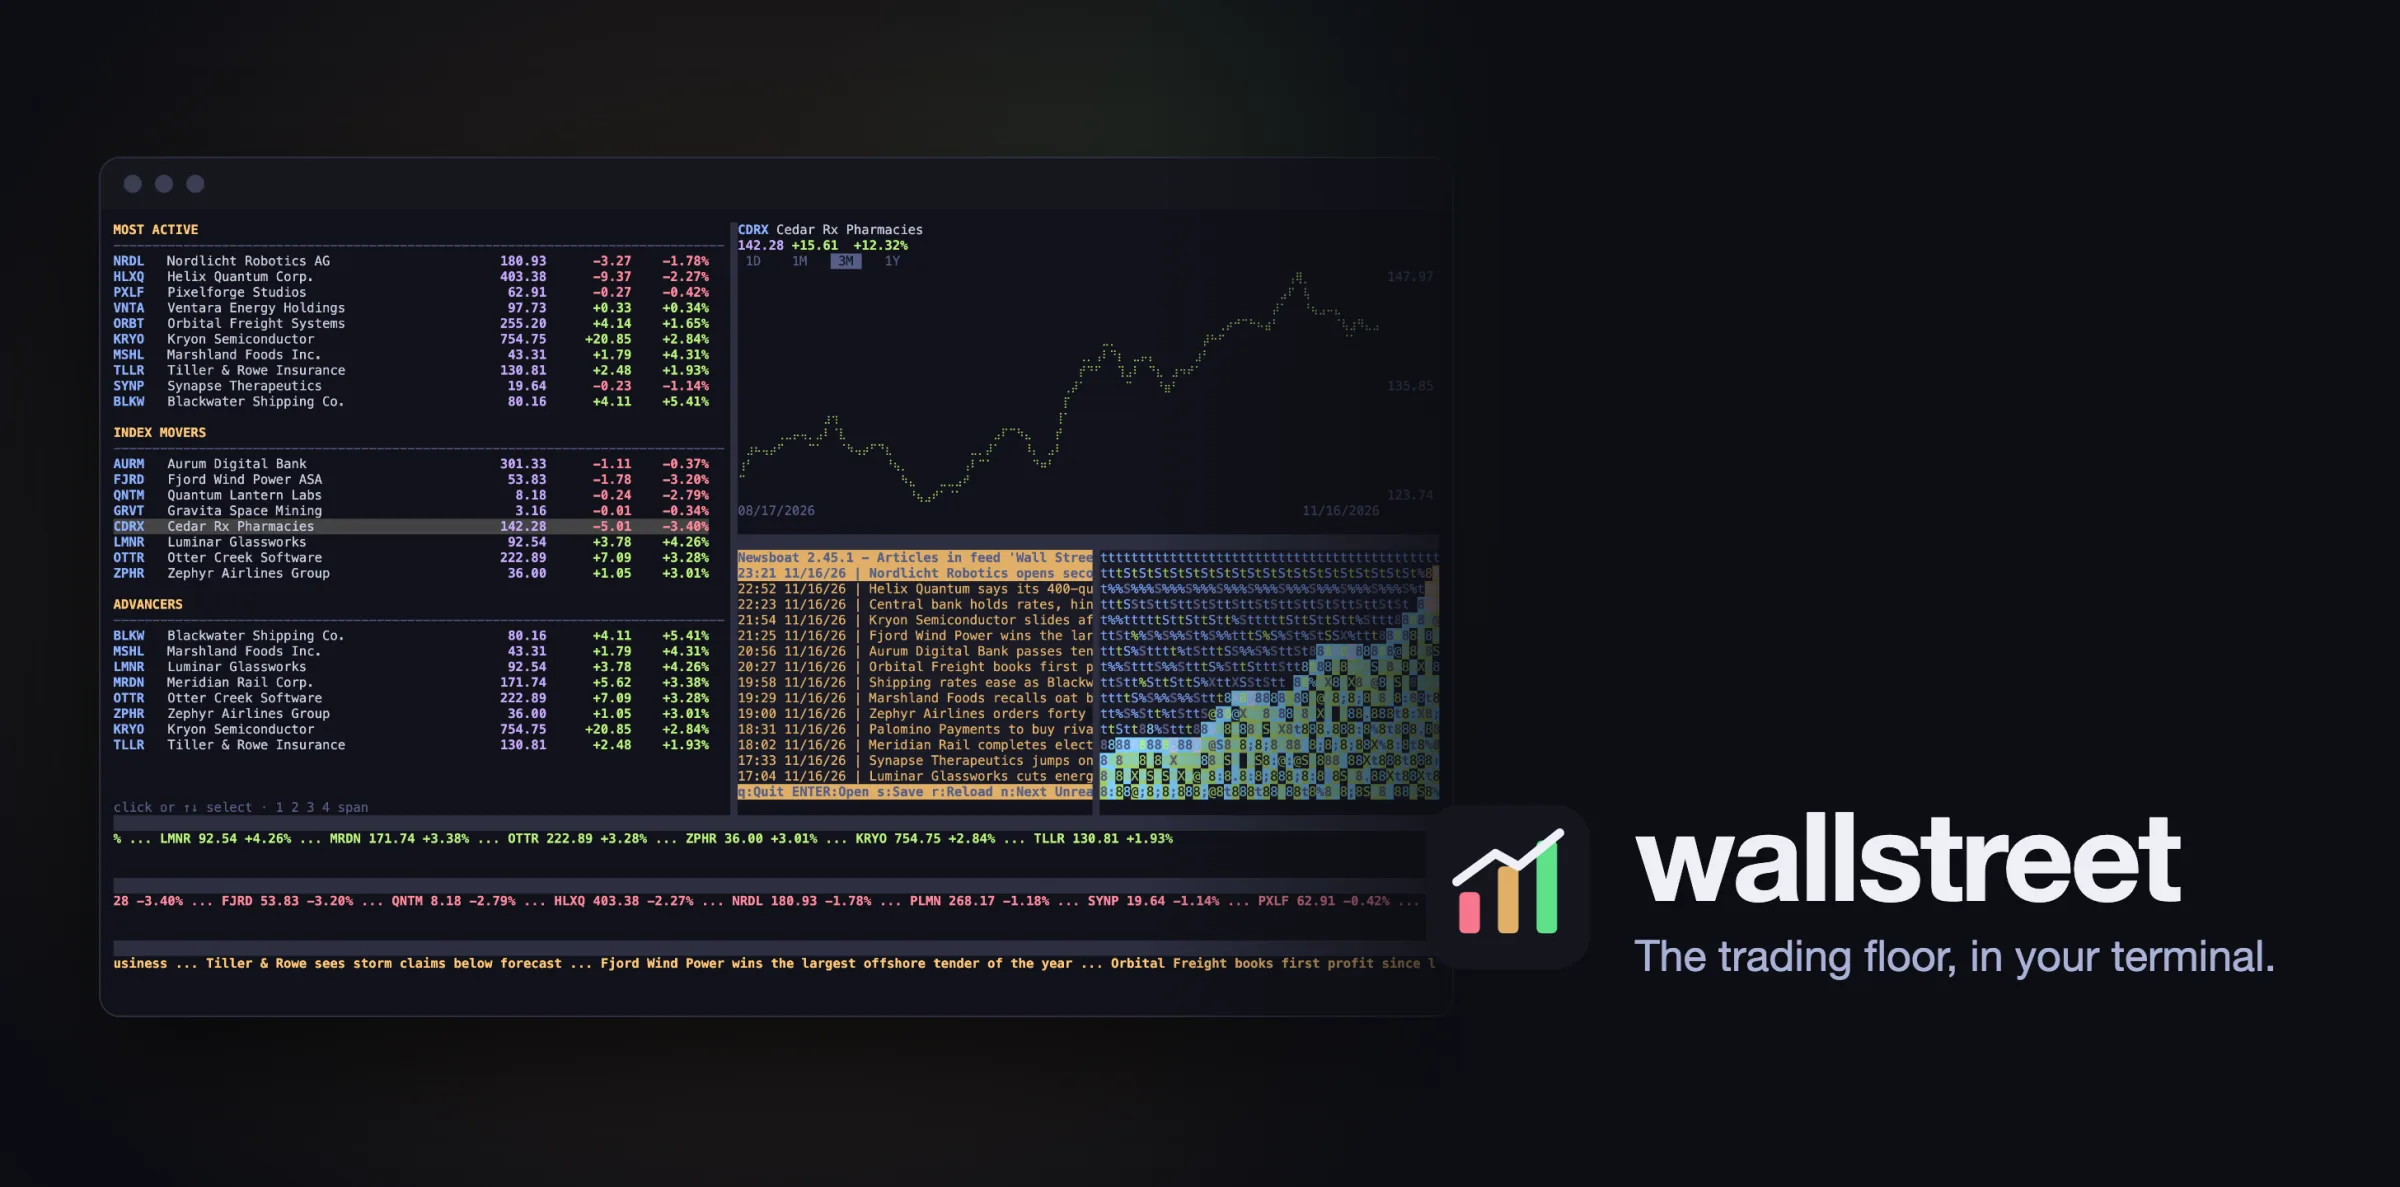 MOST ACTIVE
NRDL Nordlicht Robotics AG 180.93 −3.27 −1.78%
HLXQ Helix Quantum Corp. 403.38 −9.37 −2.27%
PXLF Pixelforge Studios 62.91 −0.27 −0.42%
VNTA Ventara Energy Holdings 97.73 +0.33 +0.34%
ORBT Orbital Freight Systems 255.20 +4.14 +1.65%
KRYO Kryon Semiconductor 754.75 +20.85 +2.84%
MSHL Marshland Foods Inc. 43.31 +1.79 +4.31%
TLLR Tiller & Rowe Insurance 130.81 +2.48 +1.93%
SYNP Synapse Therapeutics 19.64 −0.23 −1.14%
BLKW Blackwater Shipping Co. 80.16 +4.11 +5.41%
INDEX MOVERS
AURM Aurum Digital Bank 301.33 −1.11 −0.37%
FJRD Fjord Wind Power ASA 53.83 −1.78 −3.20%
QNTM Quantum Lantern Labs 8.18 −0.24 −2.79%
GRVT Gravita Space Mining 3.16 −0.01 −0.34%
CDRX Cedar Rx Pharmacies 142.28 −5.01 −3.40%
LMNR Luminar Glassworks 92.54 +3.78 +4.26%
OTTR Otter Creek Software 222.89 +7.09 +3.28%
ZPHR Zephyr Airlines Group 36.00 +1.05 +3.01%
ADVANCERS
BLKW Blackwater Shipping Co. 80.16 +4.11 +5.41%
MSHL Marshland Foods Inc. 43.31 +1.79 +4.31%
LMNR Luminar Glassworks 92.54 +3.78 +4.26%
MRDN Meridian Rail Corp. 171.74 +5.62 +3.38%
OTTR Otter Creek Software 222.89 +7.09 +3.28%
ZPHR Zephyr Airlines Group 36.00 +1.05 +3.01%
KRYO Kryon Semiconductor 754.75 +20.85 +2.84%
TLLR Tiller & Rowe Insurance 130.81 +2.48 +1.93%
click or ↑↓ select · 1 2 3 4 span
CDRX Cedar Rx Pharmacies
142.28 +15.61 +12.32%
1D 1M 3M 1Y
147.97
135.85
123.74
08/17/2026 11/16/2026
Newsboat 2.45.1 – Articles in feed 'Wall Stree
23:21 11/16/26 | Nordlicht Robotics opens seco
22:52 11/16/26 | Helix Quantum says its 400-qu
22:23 11/16/26 | Central bank holds rates, hin
21:54 11/16/26 | Kryon Semiconductor slides af
21:25 11/16/26 | Fjord Wind Power wins the lar
20:56 11/16/26 | Aurum Digital Bank passes ten
20:27 11/16/26 | Orbital Freight books first p
19:58 11/16/26 | Shipping rates ease as Blackw
19:29 11/16/26 | Marshland Foods recalls oat b
19:00 11/16/26 | Zephyr Airlines orders forty
18:31 11/16/26 | Palomino Payments to buy riva
18:02 11/16/26 | Meridian Rail completes elect
17:33 11/16/26 | Synapse Therapeutics jumps on
17:04 11/16/26 | Luminar Glassworks cuts energ
q:Quit ENTER:Open s:Save r:Reload n:Next Unrea
% ... LMNR 92.54 +4.26% ... MRDN 171.74 +3.38% ... OTTR 222.89 +3.28% ... ZPHR 36.00 +3.01% ... KRYO 754.75 +2.84% ... TLLR 130.81 +1.93%
28 −3.40% ... FJRD 53.83 −3.20% ... QNTM 8.18 −2.79% ... HLXQ 403.38 −2.27% ... NRDL 180.93 −1.78% ... PLMN 268.17 −1.18% ... SYNP 19.64 −1.14% ... PXLF 62.91 −0.42% ...
usiness ... Tiller & Rowe sees storm claims below forecast ... Fjord Wind Power wins the largest offshore tender of the year ... Orbital Freight books first profit since l
wallstreet
The trading floor, in your terminal.